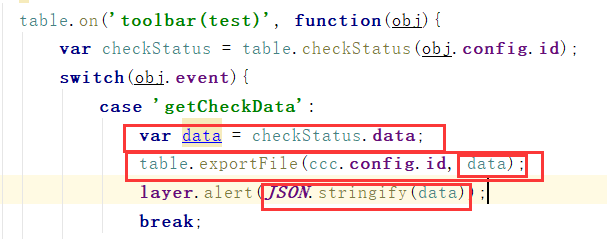 table.on('toolbar(test)', function(obj){
var checkStatus = table.checkStatus(obj.config.id);
switch(obj.event){
case 'getCheckData':
var data = checkStatus.data;
table.exportFile(ccc.config.id, data);
layer.alert(JSON.stringify(data));
break;